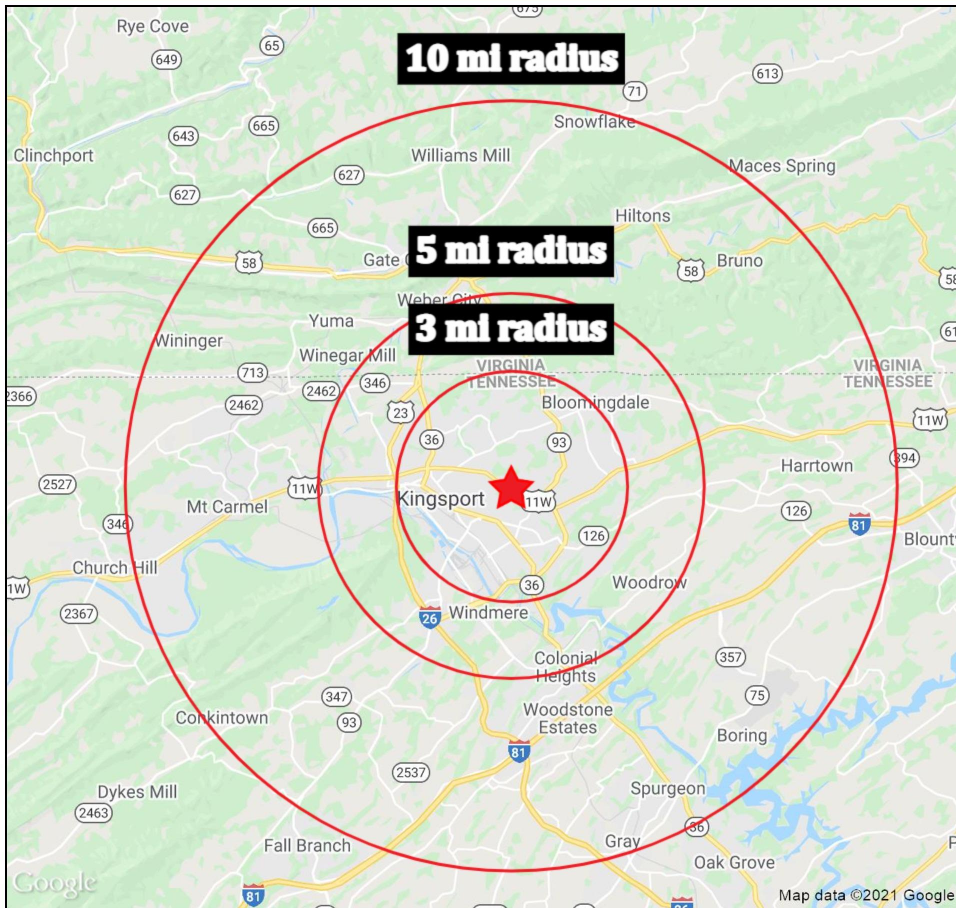 675
Rye Cove
65
649
10 mi radius
613
71
Snowflake
643
665
Clinchport
Williams Mill
Maces Spring
627
627
Hiltons
665
5 mi radius
58
Gate
58
Bruno
58
Weber City
3 mi radius
Yuma
Wininger
Winegar Mill
61
VIRGINIA
TENNESSEE
VIRGINIA
TENNESSEE
713
346
2366
2462
2462
Bloomingdale
23
11W
36
93
394
Harrtown
2527
11W
Kingsport
11W
Mt Carmel
126
346
81
126
Blount
Church Hill
1W
Woodrow
36
2367
26
Windmere
Colonial
Heights
357
347
75
Conkintown
93
Woodstone
Estates
Boring
81
2537
Dykes Mill
Spurgeon
2463
36
Fall Branch
Gray
Oak Grove
Google
81
Map data ©2021 Google
26